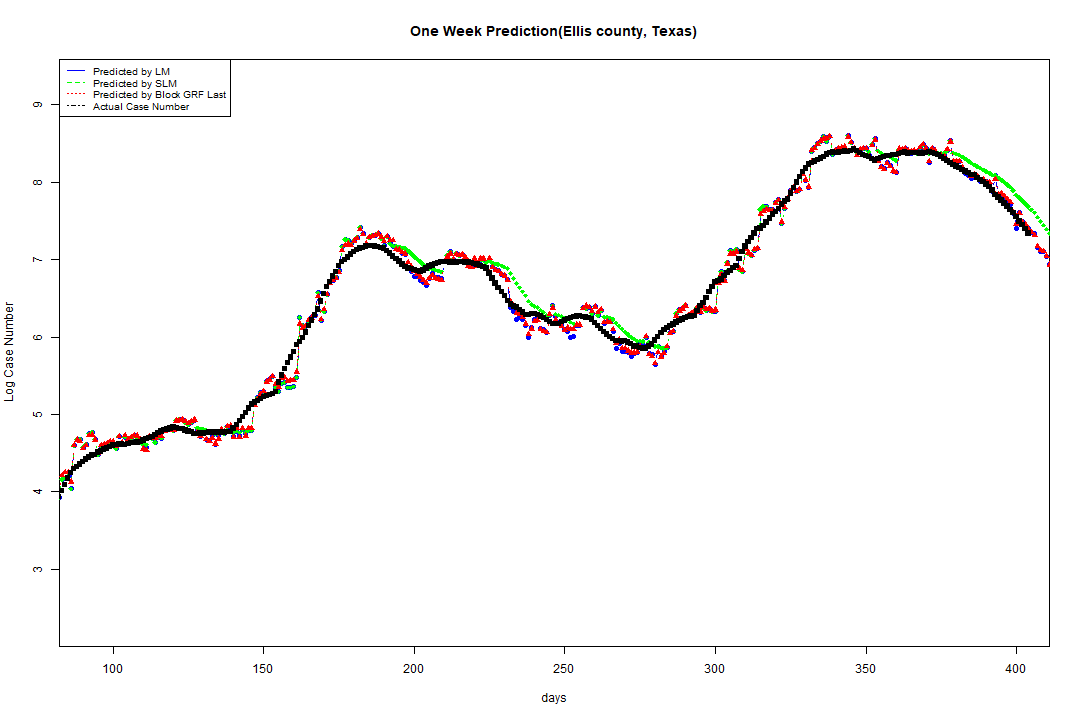 One Week Prediction(Ellis county, Texas)
Predicted by LM
Predicted by SLM
Predicted by Block GRF Last
Actual Case Number
9
8
7
6
5
4
3
Log Case Number
100 150 200 250 300 350 400
days